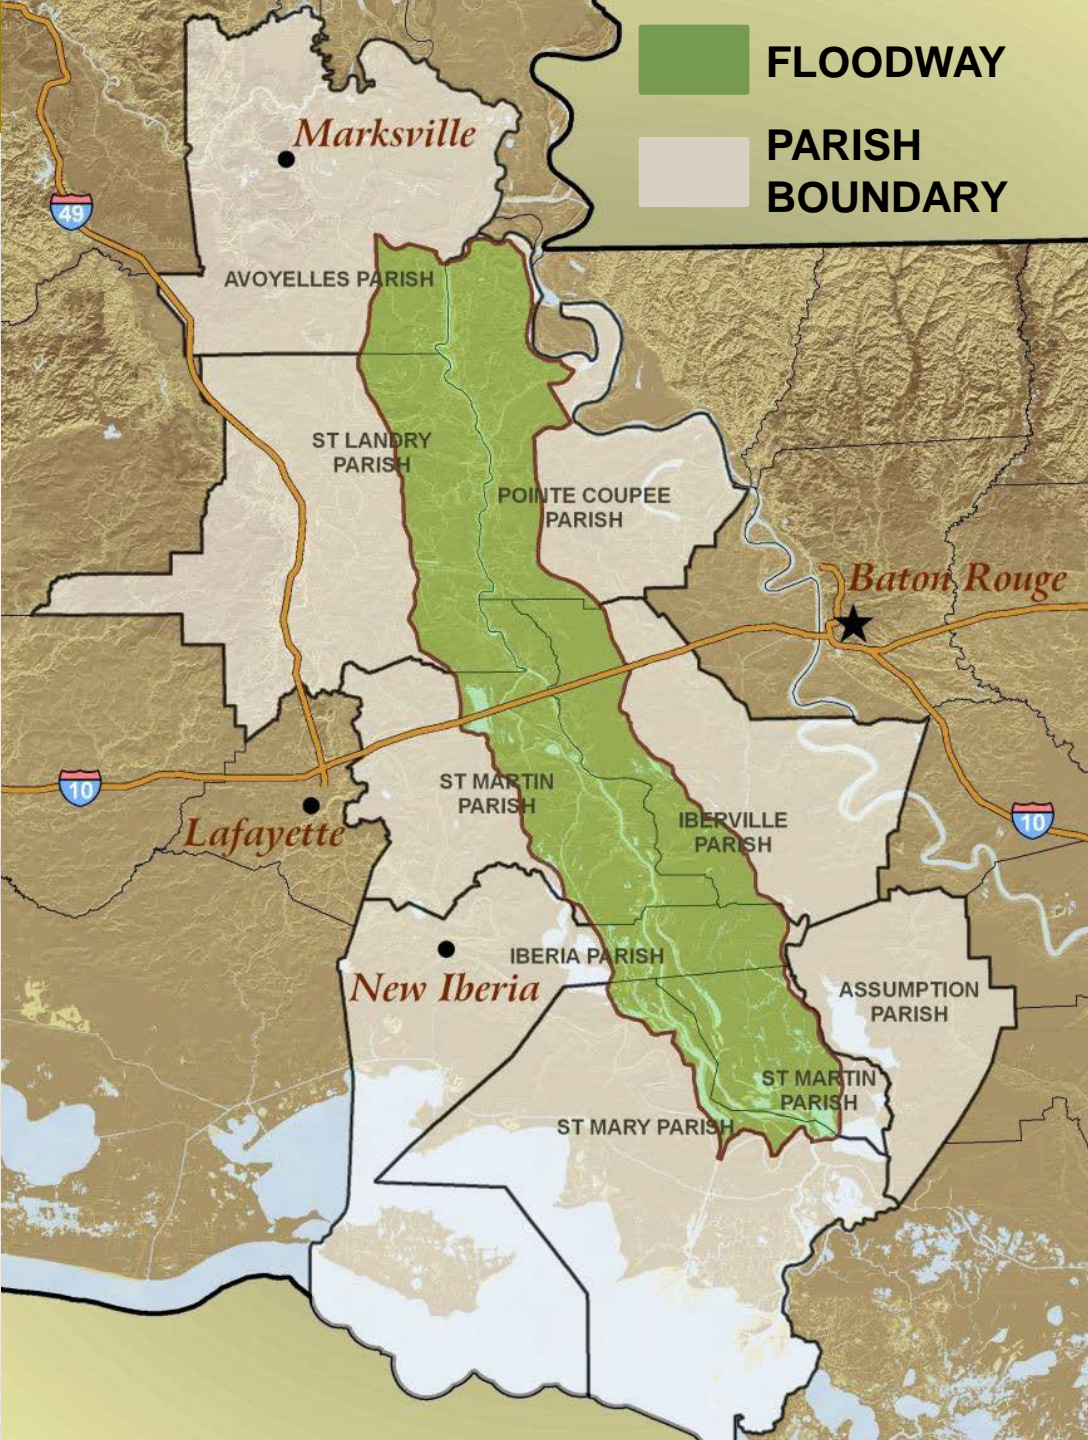 FLOODWAY
PARISH
BOUNDARY
Marksville
49
AVOYELLES PARISH
ST LANDRY
PARISH
POINTE COUPEE
PARISH
Baton Rouge
10
ST MARTIN
PARISH
Lafayette
IBERVILLE
PARISH
10
IBERIA PARISH
New Iberia
ASSUMPTION
PARISH
ST MARTIN
PARISH
ST MARY PARISH